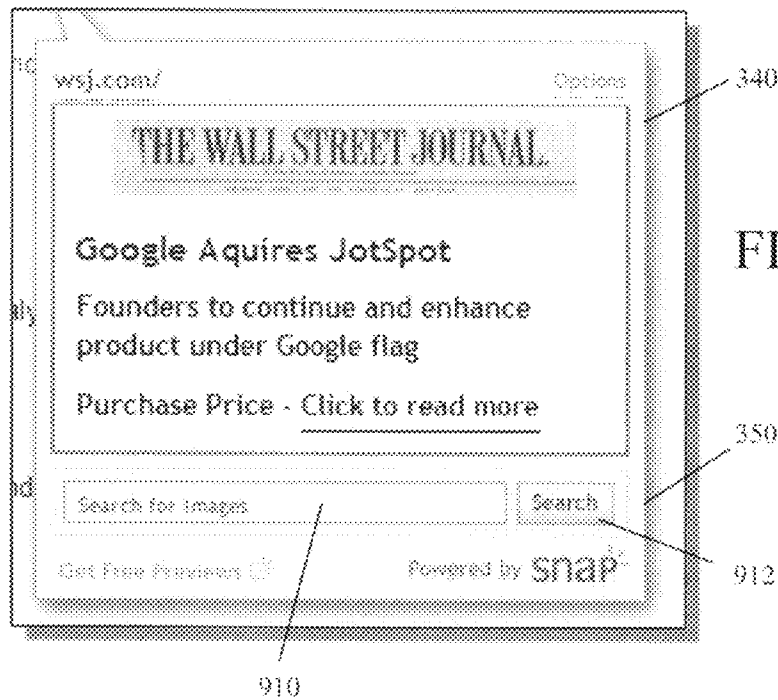 wsj.com/ Options
340
THE WALL STREET JOURNAL.
Google Aquires JotSpot
FI
Founders to continue and enhance
product under Google flag
Purchase Price - Click to read more
350
Search for Images Search
Get Free Previews Powered by snap
912
910